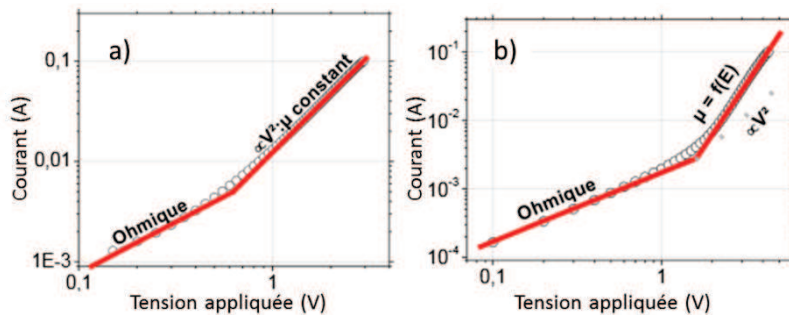 a)
Courant (A)
0,1
0,01
1E-3
0,1
1
Tension appliquée (V)
Ohmique
∝V²·μ constant
b)
Courant (A)
10⁻¹
10⁻²
10⁻³
10⁻⁴
0,1
1
Tension appliquée (V)
Ohmique
μ = f(E)
∝V²